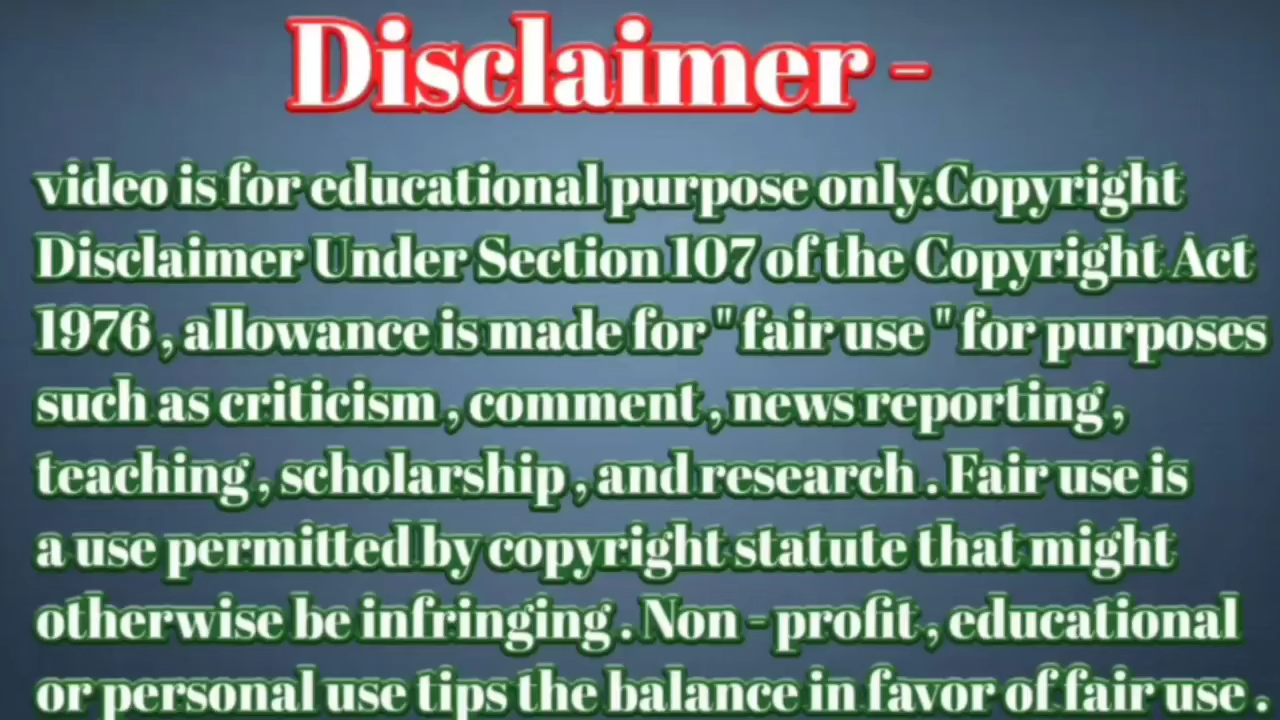 Disclaimer -
video is for educational purpose only.Copyright
Disclaimer Under Section 107 of the Copyright Act
1976 , allowance is made for " fair use " for purposes
such as criticism , comment , news reporting ,
teaching , scholarship , and research . Fair use is
a use permitted by copyright statute that might
otherwise be infringing . Non - profit , educational
or personal use tips the balance in favor of fair use .